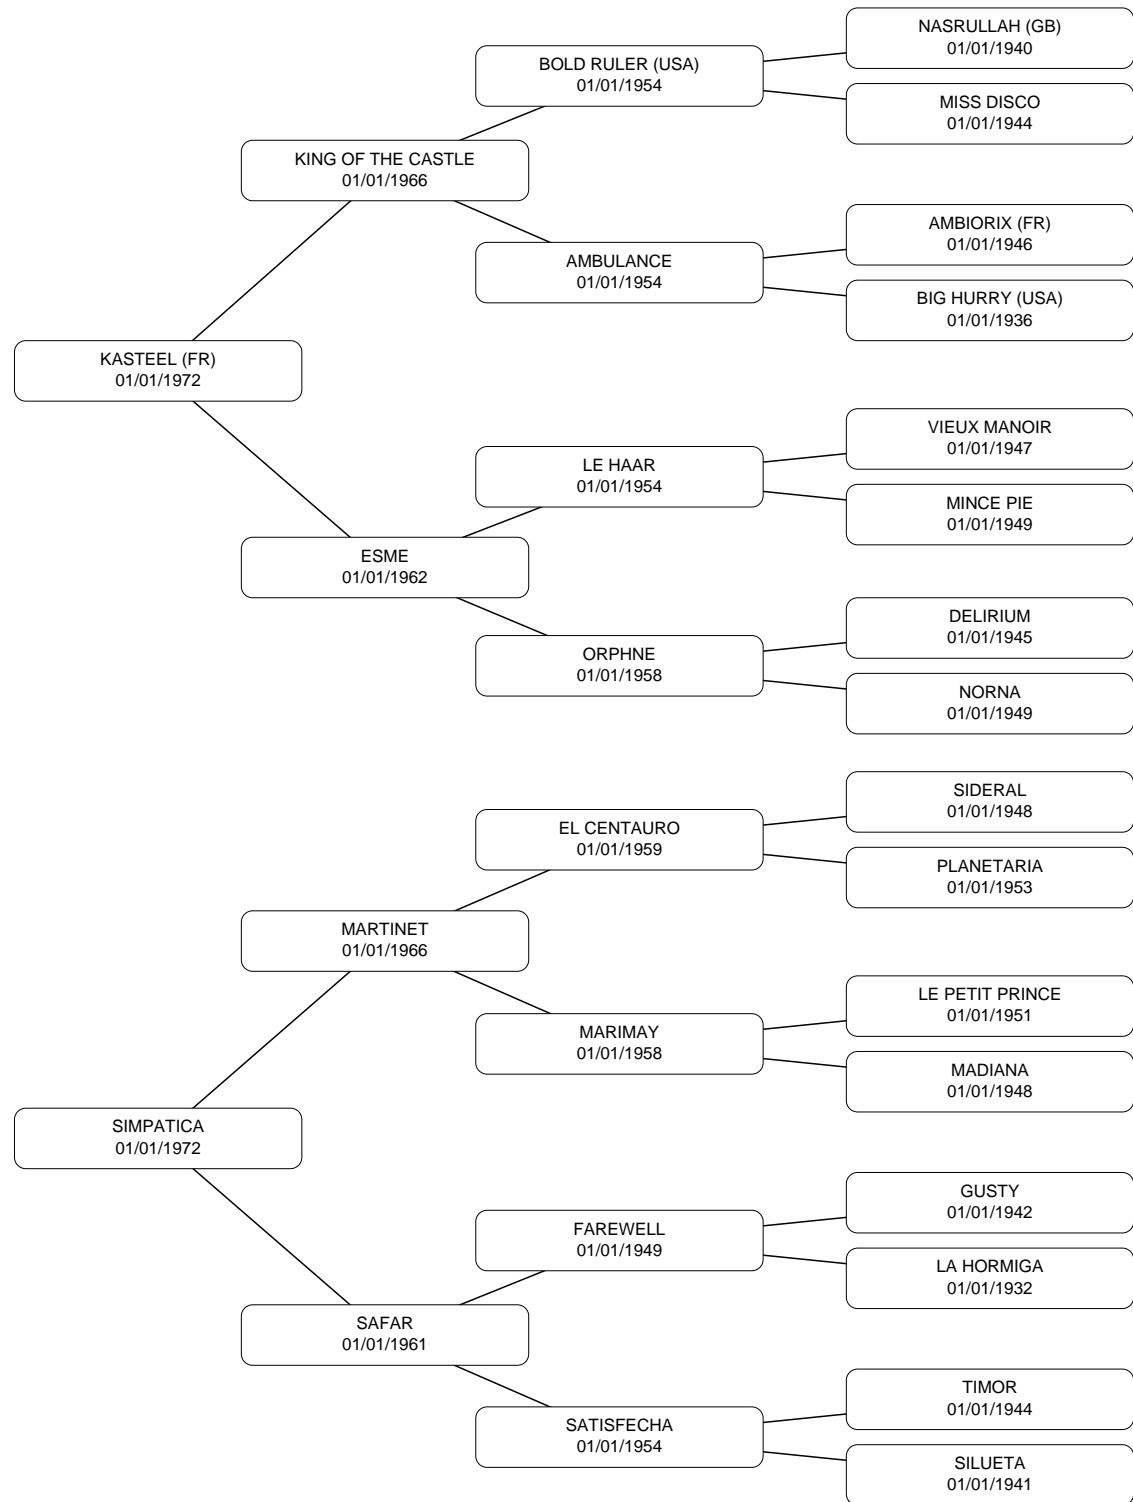 NASRULLAH (GB)
01/01/1940
BOLD RULER (USA)
01/01/1954
MISS DISCO
01/01/1944
KING OF THE CASTLE
01/01/1966
AMBIORIX (FR)
01/01/1946
AMBULANCE
01/01/1954
BIG HURRY (USA)
01/01/1936
KASTEEL (FR)
01/01/1972
VIEUX MANOIR
01/01/1947
LE HAAR
01/01/1954
MINCE PIE
01/01/1949
ESME
01/01/1962
DELIRIUM
01/01/1945
ORPHNE
01/01/1958
NORNA
01/01/1949
SIDERAL
01/01/1948
EL CENTAURO
01/01/1959
PLANETARIA
01/01/1953
MARTINET
01/01/1966
LE PETIT PRINCE
01/01/1951
MARIMAY
01/01/1958
MADIANA
01/01/1948
SIMPATICA
01/01/1972
GUSTY
01/01/1942
FAREWELL
01/01/1949
LA HORMIGA
01/01/1932
SAFAR
01/01/1961
TIMOR
01/01/1944
SATISFECHA
01/01/1954
SILUETA
01/01/1941